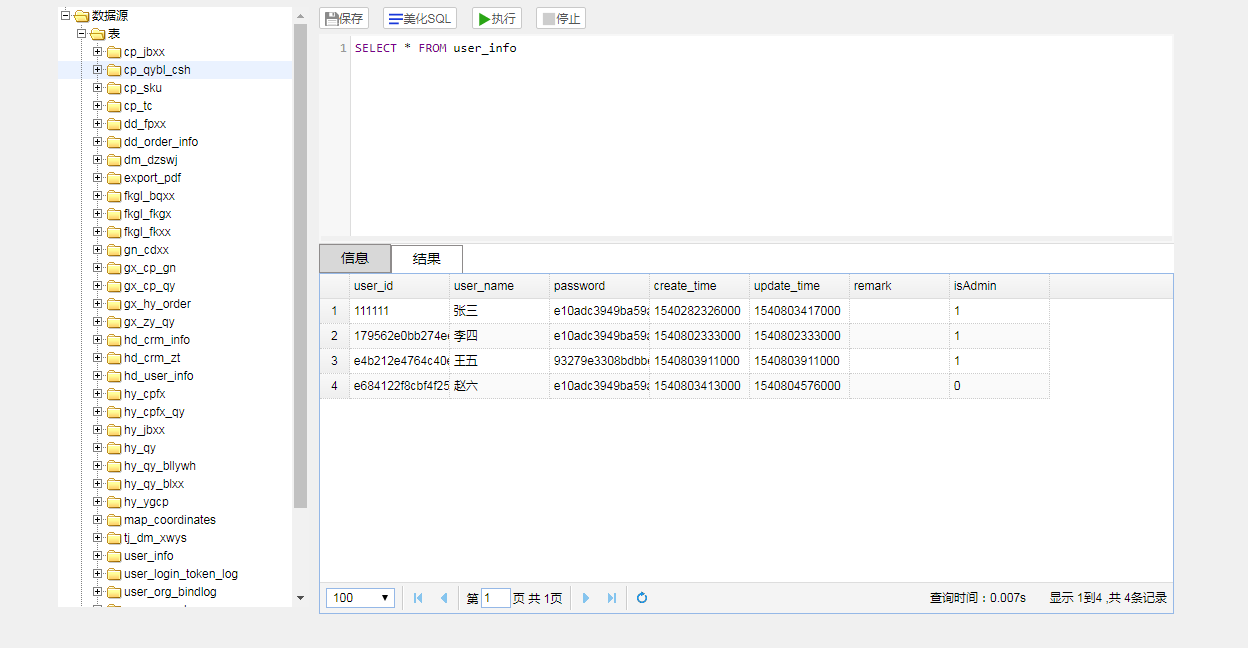 数据源
表
cp_jbxx
cp_qybl_csh
cp_sku
cp_tc
dd_fpxx
dd_order_info
dm_dzswj
export_pdf
fkgl_bqxx
fkgl_fkgx
fkgl_fkxx
gn_cdxx
gx_cp_gn
gx_cp_qy
gx_hy_order
gx_zy_qy
hd_crm_info
hd_crm_zt
hd_user_info
hy_cpfx
hy_cpfx_qy
hy_jbxx
hy_qy
hy_qy_bllywh
hy_qy_blxx
hy_ygcp
map_coordinates
tj_dm_xwys
user_info
user_login_token_log
user_org_bindlog
保存 美化SQL 执行 停止
1 SELECT * FROM user_info
信息 结果
user_id user_name password create_time update_time remark isAdmin
1 111111 张三 e10adc3949ba59a 1540282326000 1540803417000 1
2 179562e0bb274e 李四 e10adc3949ba59a 1540802333000 1540802333000 1
3 e4b212e4764c40e 王五 93279e3308bdbb 1540803911000 1540803911000 1
4 e684122f8cbf4f25 赵六 e10adc3949ba59a 1540803413000 1540804576000 0
100 第 1 页 共 1页 查询时间：0.007s 显示 1到4 ,共 4条记录